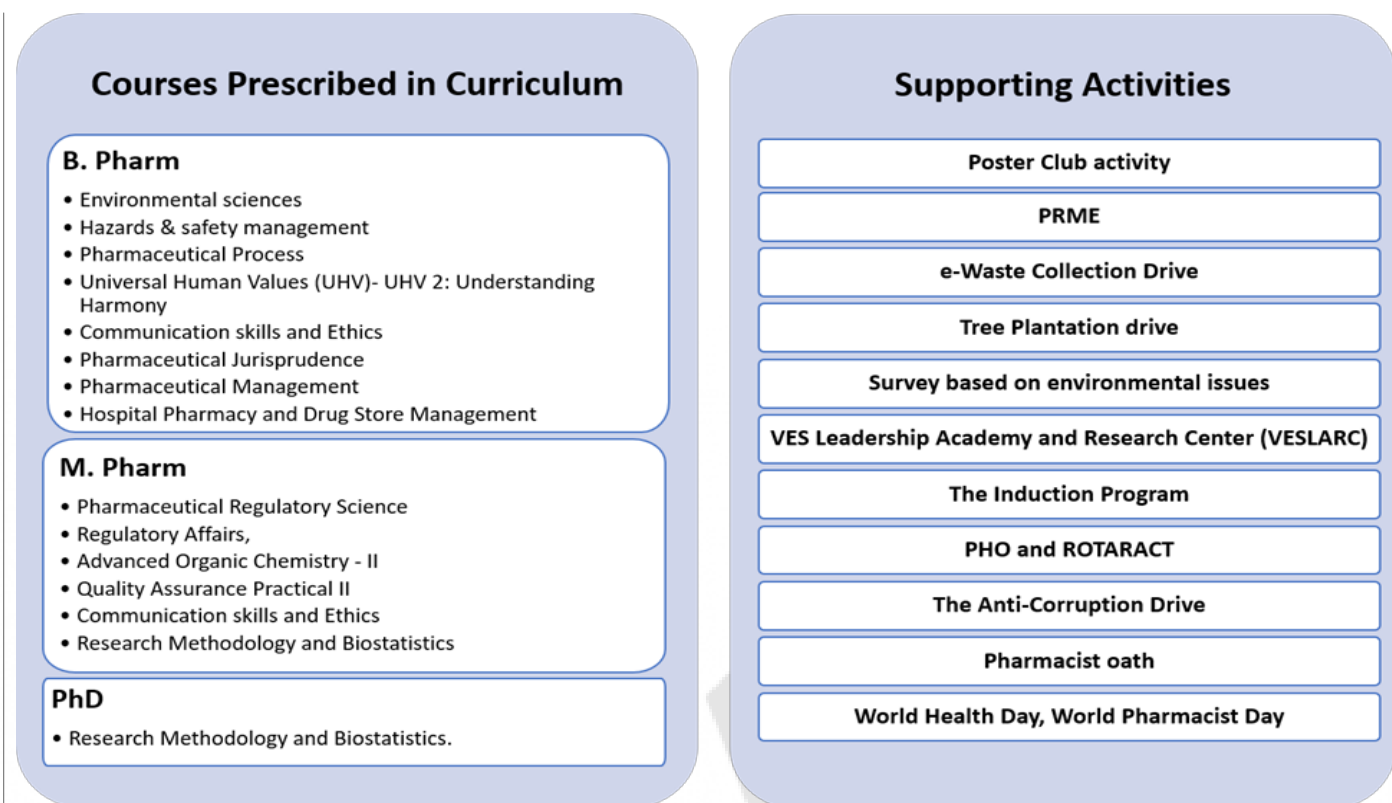 Courses Prescribed in Curriculum
B. Pharm
• Environmental sciences
• Hazards & safety management
• Pharmaceutical Process
• Universal Human Values (UHV)- UHV 2: Understanding
Harmony
• Communication skills and Ethics
• Pharmaceutical Jurisprudence
• Pharmaceutical Management
• Hospital Pharmacy and Drug Store Management
M. Pharm
• Pharmaceutical Regulatory Science
• Regulatory Affairs,
• Advanced Organic Chemistry - II
• Quality Assurance Practical II
• Communication skills and Ethics
• Research Methodology and Biostatistics
PhD
• Research Methodology and Biostatistics.
Supporting Activities
Poster Club activity
PRME
e-Waste Collection Drive
Tree Plantation drive
Survey based on environmental issues
VES Leadership Academy and Research Center (VESLARC)
The Induction Program
PHO and ROTARACT
The Anti-Corruption Drive
Pharmacist oath
World Health Day, World Pharmacist Day